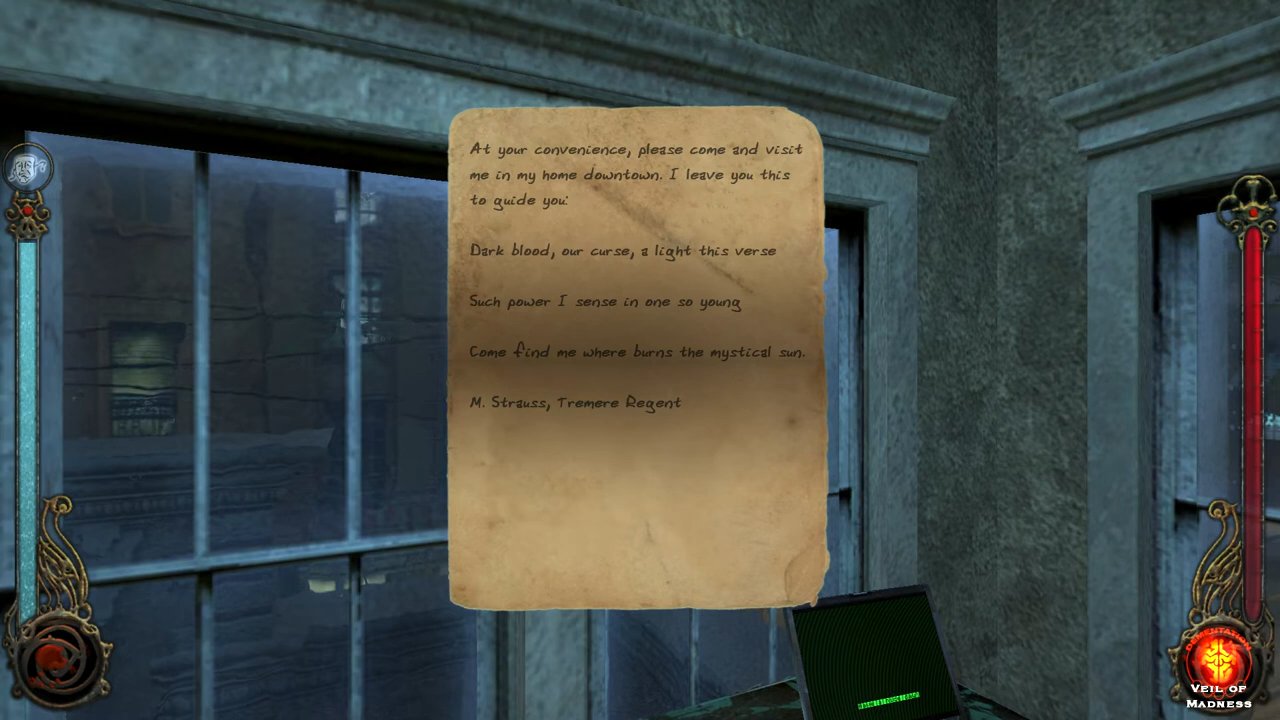 At your convenience, please come and visit
me in my home downtown. I leave you this
to guide you:
Dark blood, our curse, a light this verse
Such power I sense in one so young
Come find me where burns the mystical sun.
M. Strauss, Tremere Regent
DEMENTATION
VEIL OF
MADNESS